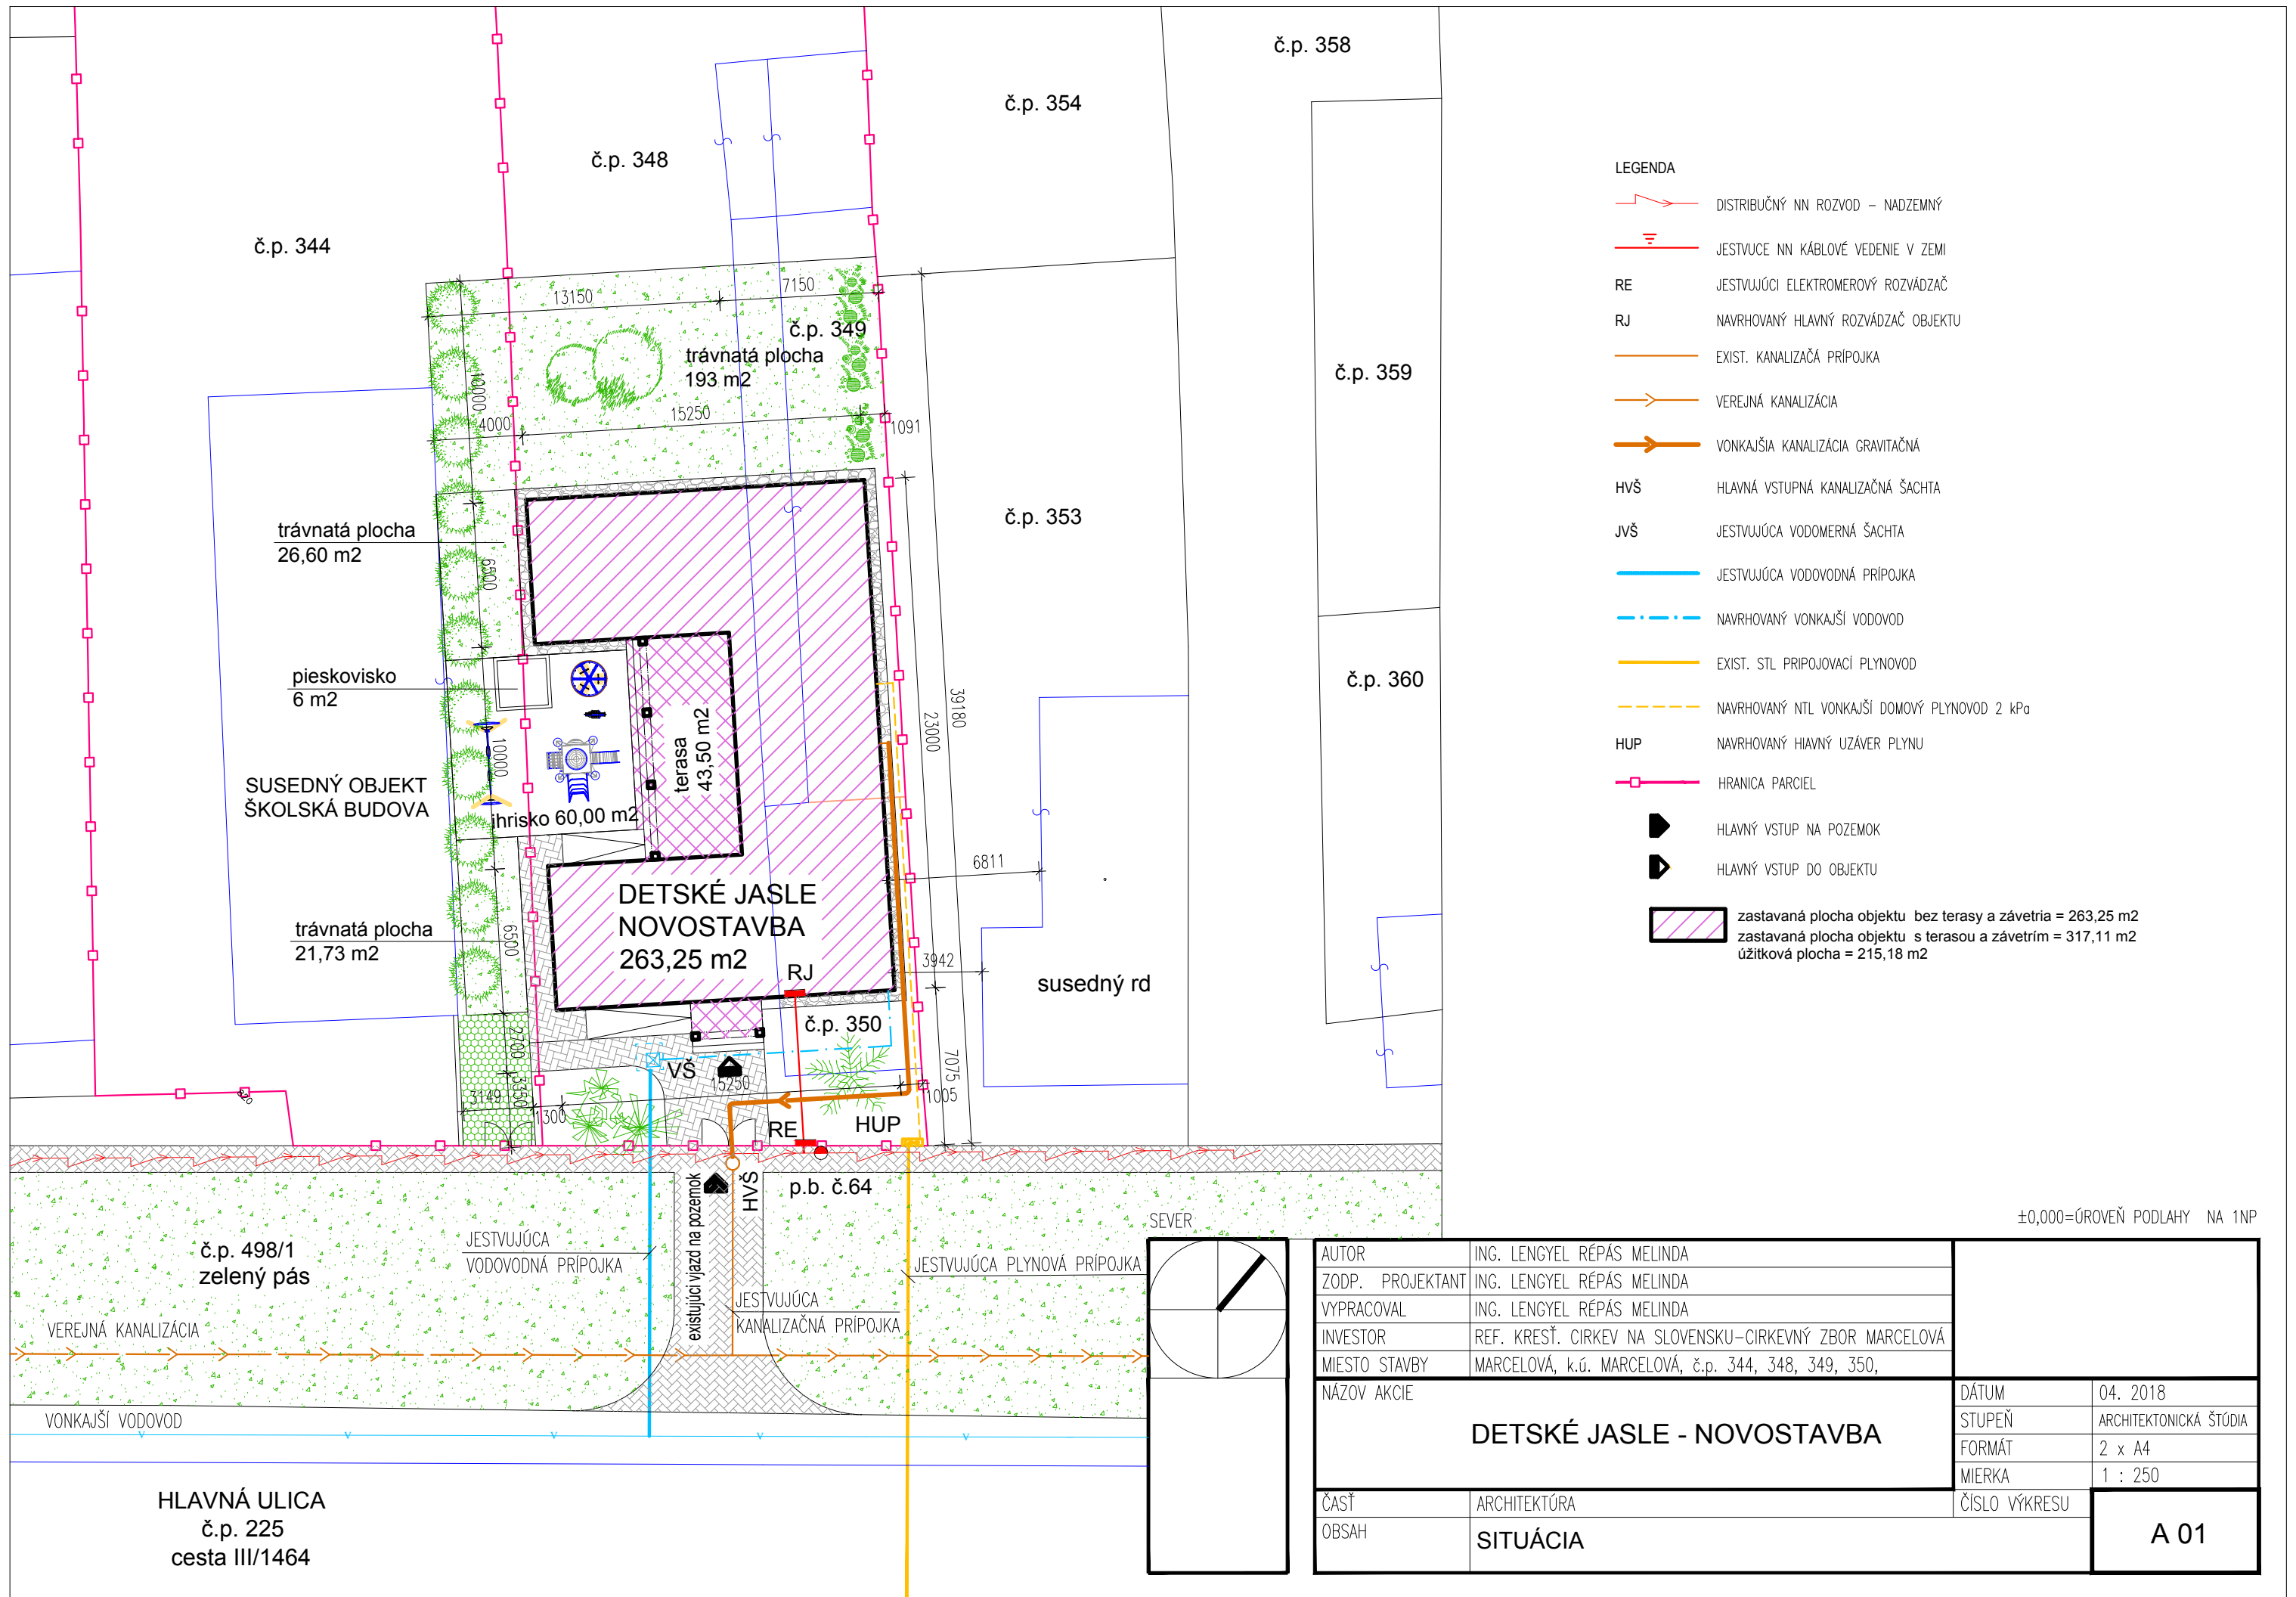 č.p. 358
č.p. 354
č.p. 348
č.p. 344
13150
7150
č.p. 349
trávnatá plocha
193 m2
10000
15250
4000
1091
č.p. 359
č.p. 353
trávnatá plocha
26,60 m2
6500
pieskovisko
6 m2
č.p. 360
39180
23000
terasa
43,50 m2
10000
SUSEDNÝ OBJEKT
ŠKOLSKÁ BUDOVA
ihrisko 60,00 m2
6811
DETSKÉ JASLE
NOVOSTAVBA
263,25 m2
trávnatá plocha
21,73 m2
6500
RJ
3942
susedný rd
č.p. 350
2700
VŠ
15250
7075
3350
3149
1300
1005
RE
HUP
HVŠ
p.b. č.64
existujúci vjazd na pozemok
č.p. 498/1
zelený pás
JESTVUJÚCA
VODOVODNÁ PRÍPOJKA
JESTVUJÚCA PLYNOVÁ PRÍPOJKA
JESTVUJÚCA
KANALIZAČNÁ PRÍPOJKA
VEREJNÁ KANALIZÁCIA
VONKAJŠÍ VODOVOD
V V V V V
HLAVNÁ ULICA
č.p. 225
cesta III/1464
SEVER
LEGENDA
DISTRIBUČNÝ NN ROZVOD – NADZEMNÝ
JESTVUCE NN KÁBLOVÉ VEDENIE V ZEMI
RE JESTVUJÚCI ELEKTROMEROVÝ ROZVÁDZAČ
RJ NAVRHOVANÝ HLAVNÝ ROZVÁDZAČ OBJEKTU
EXIST. KANALIZAČÁ PRÍPOJKA
VEREJNÁ KANALIZÁCIA
VONKAJŠIA KANALIZÁCIA GRAVITAČNÁ
HVŠ HLAVNÁ VSTUPNÁ KANALIZAČNÁ ŠACHTA
JVŠ JESTVUJÚCA VODOMERNÁ ŠACHTA
JESTVUJÚCA VODOVODNÁ PRÍPOJKA
NAVRHOVANÝ VONKAJŠÍ VODOVOD
EXIST. STL PRIPOJOVACÍ PLYNOVOD
NAVRHOVANÝ NTL VONKAJŠÍ DOMOVÝ PLYNOVOD 2 kPa
HUP NAVRHOVANÝ HIAVNÝ UZÁVER PLYNU
HRANICA PARCIEL
HLAVNÝ VSTUP NA POZEMOK
HLAVNÝ VSTUP DO OBJEKTU
zastavaná plocha objektu bez terasy a závetria = 263,25 m2
zastavaná plocha objektu s terasou a závetrím = 317,11 m2
úžitková plocha = 215,18 m2
±0,000=ÚROVEŇ PODLAHY NA 1NP
AUTOR ING. LENGYEL RÉPÁS MELINDA
ZODP. PROJEKTANT ING. LENGYEL RÉPÁS MELINDA
VYPRACOVAL ING. LENGYEL RÉPÁS MELINDA
INVESTOR REF. KRESŤ. CIRKEV NA SLOVENSKU–CIRKEVNÝ ZBOR MARCELOVÁ
MIESTO STAVBY MARCELOVÁ, k.ú. MARCELOVÁ, č.p. 344, 348, 349, 350,
NÁZOV AKCIE
DETSKÉ JASLE - NOVOSTAVBA
DÁTUM 04. 2018
STUPEŇ ARCHITEKTONICKÁ ŠTÚDIA
FORMÁT 2 x A4
MIERKA 1 : 250
ČASŤ ARCHITEKTÚRA
ČÍSLO VÝKRESU
A 01
OBSAH SITUÁCIA